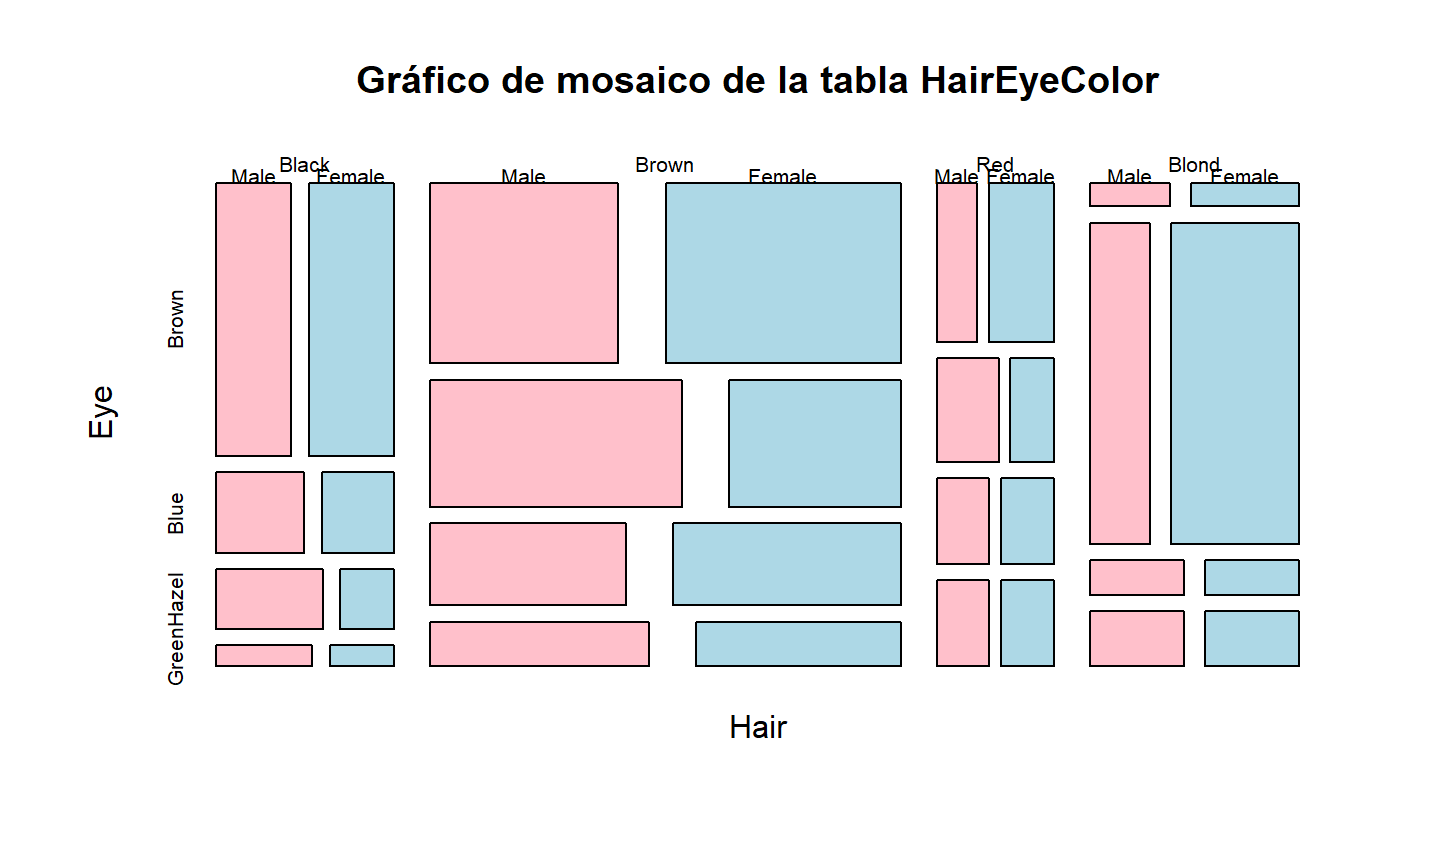 Gráfico de mosaico de la tabla HairEyeColor
Black Brown Red Blond
Male Female Male Female Male Female Male Female
Brown
Blue
Hazel
Green
Eye
Hair